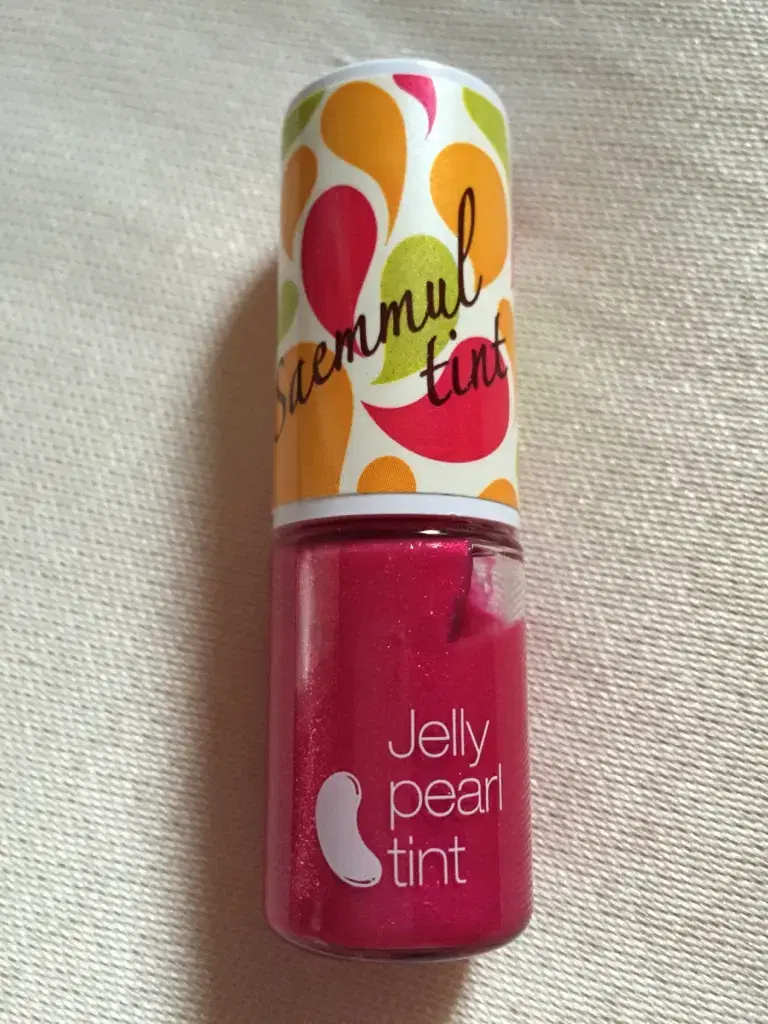 Saemmul
tint
Jelly
pearl
tint